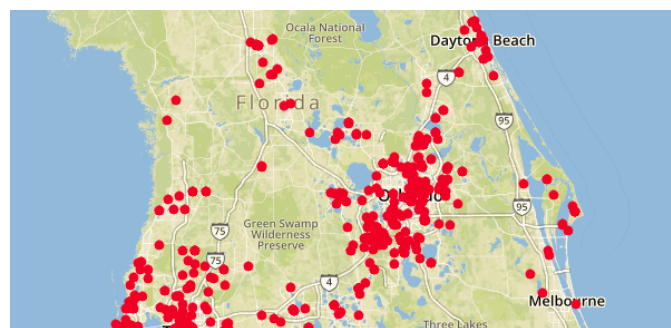 Ocala National
Forest
Daytona Beach
4
Florida
95
Orlando
95
75
Green Swamp
Wilderness
Preserve
75
4
Melbourne
Three Lakes